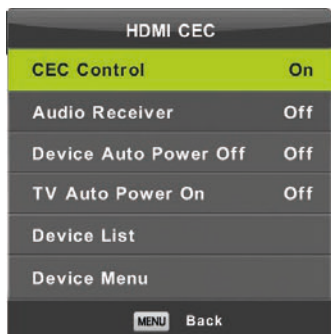 HDMI CEC
CEC Control On
Audio Receiver Off
Device Auto Power Off Off
TV Auto Power On Off
Device List
Device Menu
MENU Back